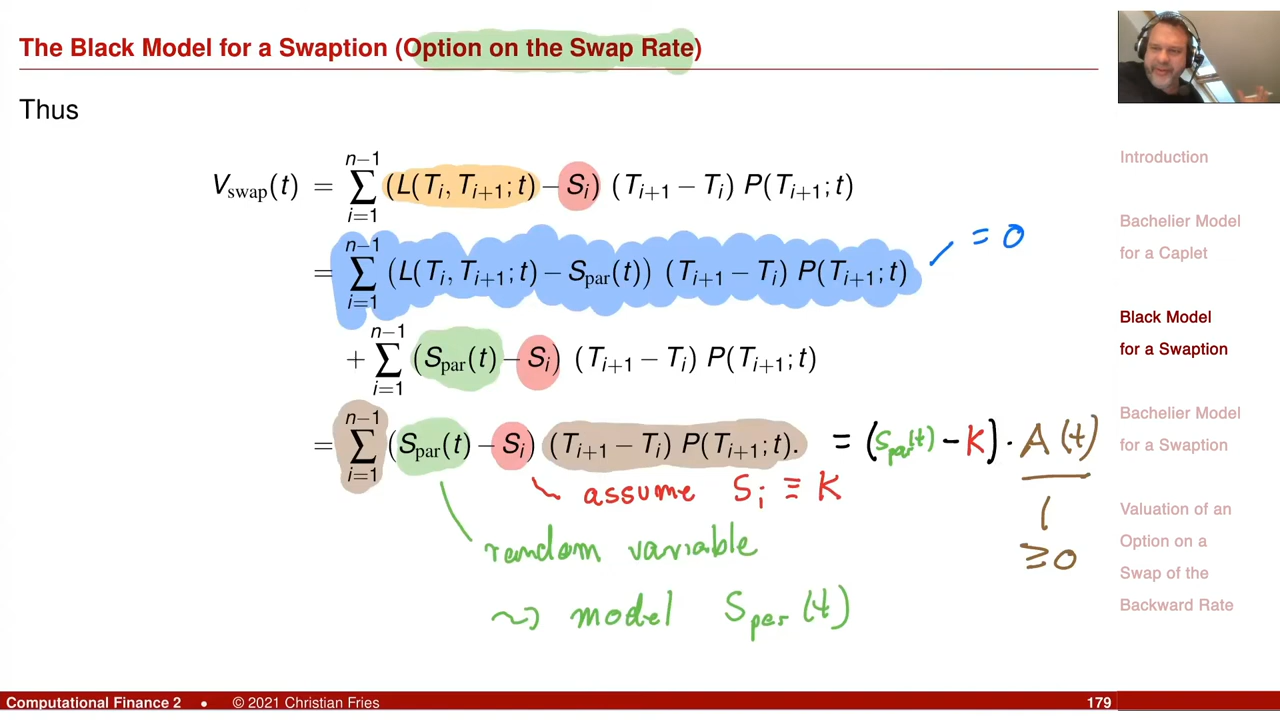 The Black Model for a Swaption (Option on the Swap Rate)
Thus
V_swap(t) = ∑_{i=1}^{n−1} (L(T_i, T_{i+1}; t) − S_i) (T_{i+1} − T_i) P(T_{i+1}; t)
= ∑_{i=1}^{n−1} (L(T_i, T_{i+1}; t) − S_par(t)) (T_{i+1} − T_i) P(T_{i+1}; t) = 0
+ ∑_{i=1}^{n−1} (S_par(t) − S_i) (T_{i+1} − T_i) P(T_{i+1}; t)
= ∑_{i=1}^{n−1} (S_par(t) − S_i) (T_{i+1} − T_i) P(T_{i+1}; t). = (S_par(t) − K) · A(t)
assume S_i ≡ K
random variable
≥ 0
⇝ model S_par(t)
Introduction
Bachelier Model
for a Caplet
Black Model
for a Swaption
Bachelier Model
for a Swaption
Valuation of an
Option on a
Swap of the
Backward Rate
Computational Finance 2 • © 2021 Christian Fries 179